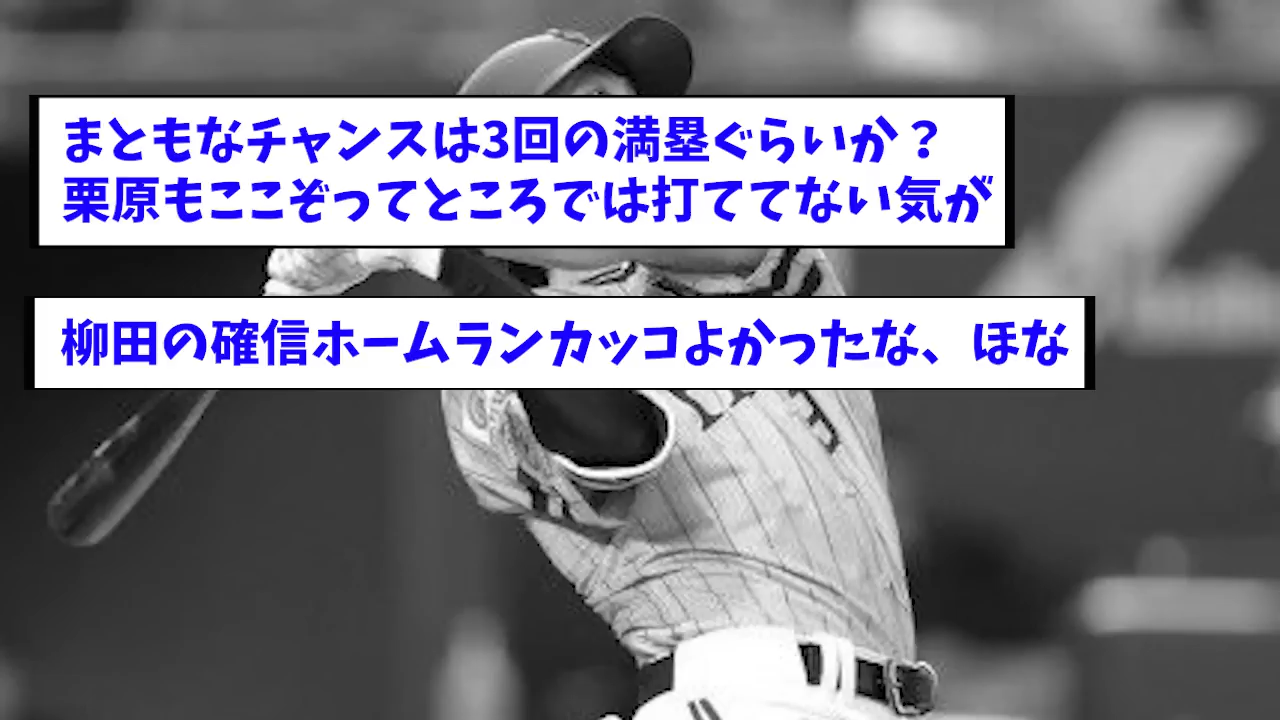 まともなチャンスは3回の満塁ぐらいか？
栗原もここぞってところでは打ててない気が
柳田の確信ホームランカッコよかったな、ほな